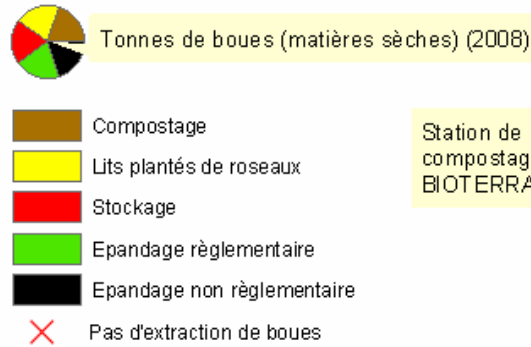 Tonnes de boues (matières sèches) (2008)
Compostage
Lits plantés de roseaux
Stockage
Epandage règlementaire
Epandage non règlementaire
Pas d'extraction de boues
Station de
compostag
BIOTERRA